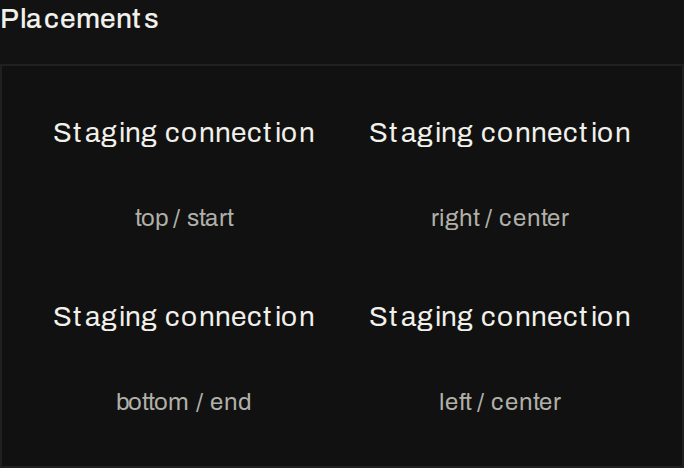 Placements
Staging connection Staging connection
top / start right / center
Staging connection Staging connection
bottom / end left / center